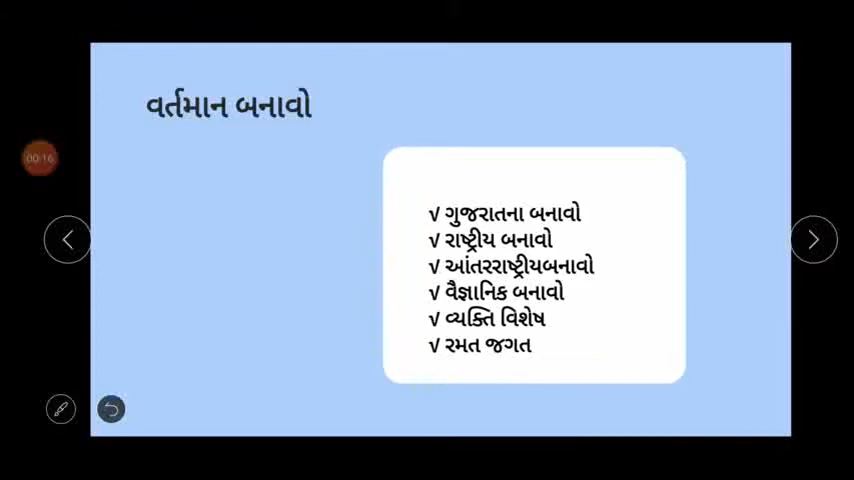 વર્તમાન બનાવો
00:16
√ ગુજરાતના બનાવો
√ રાષ્ટ્રીય બનાવો
√ આંતરરાષ્ટ્રીયબનાવો
√ વૈજ્ઞાનિક બનાવો
√ વ્યક્તિ વિશેષ
√ રમત જગત